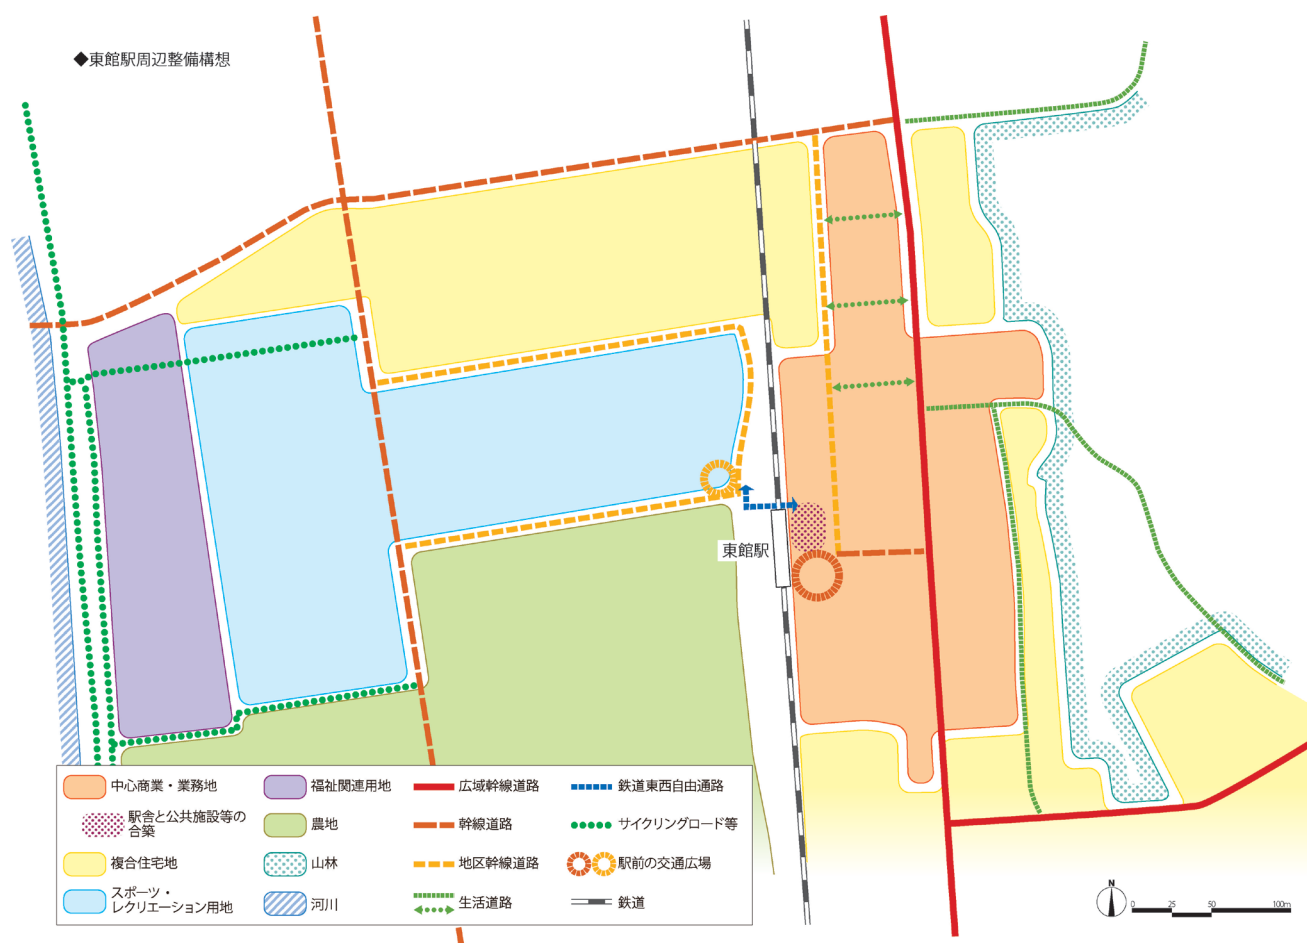 ◆東館駅周辺整備構想
東館駅
中心商業・業務地
駅舎と公共施設等の
合築
複合住宅地
スポーツ・
レクリエーション用地
福祉関連用地
農地
山林
河川
広域幹線道路
幹線道路
地区幹線道路
生活道路
鉄道東西自由通路
サイクリングロード等
駅前の交通広場
鉄道
N
0 25 50 100m